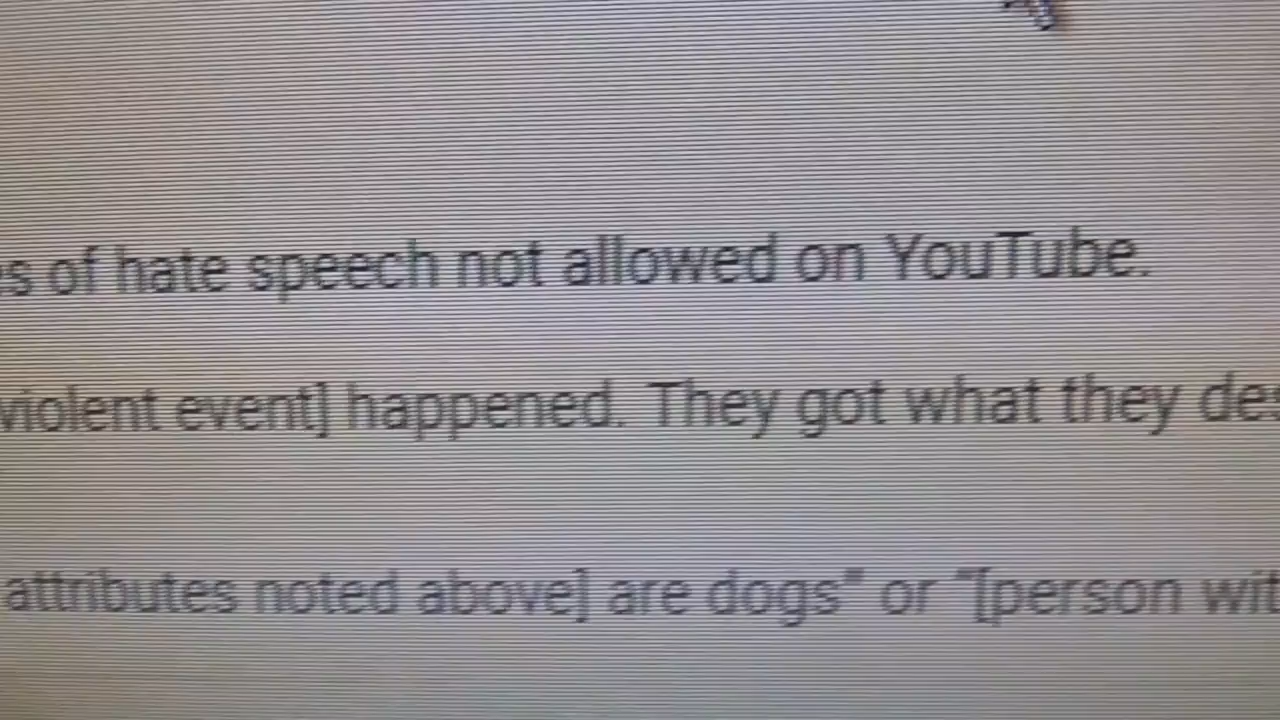 s of hate speech not allowed on YouTube.
violent event] happened. They got what they des
attributes noted above] are dogs" or "[person wit